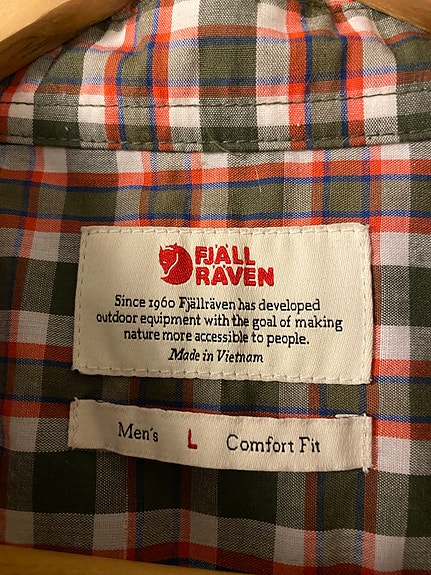 FJÄLL
RÄVEN
Since 1960 Fjällräven has developed
outdoor equipment with the goal of making
nature more accessible to people.
Made in Vietnam
Men's L Comfort Fit